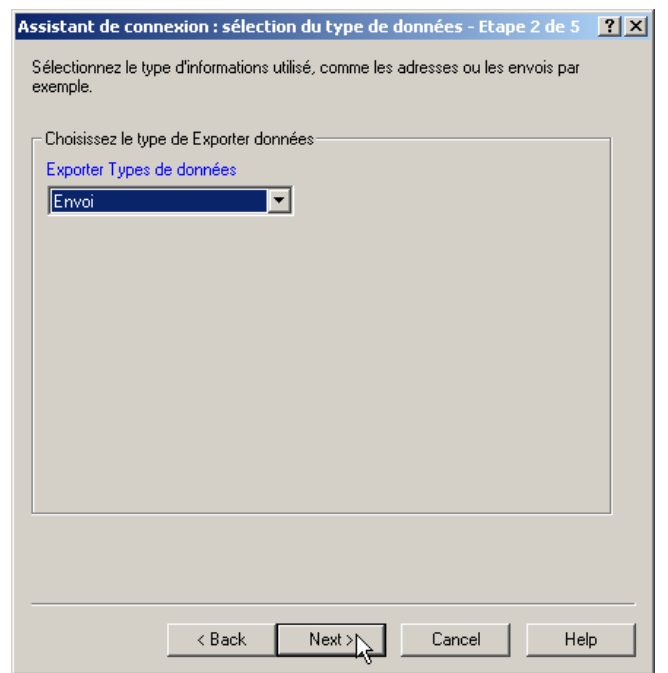 Assistant de connexion : sélection du type de données - Etape 2 de 5
Sélectionnez le type d'informations utilisé, comme les adresses ou les envois par
exemple.
Choisissez le type de Exporter données
Exporter Types de données
Envoi
< Back
Next >
Cancel
Help